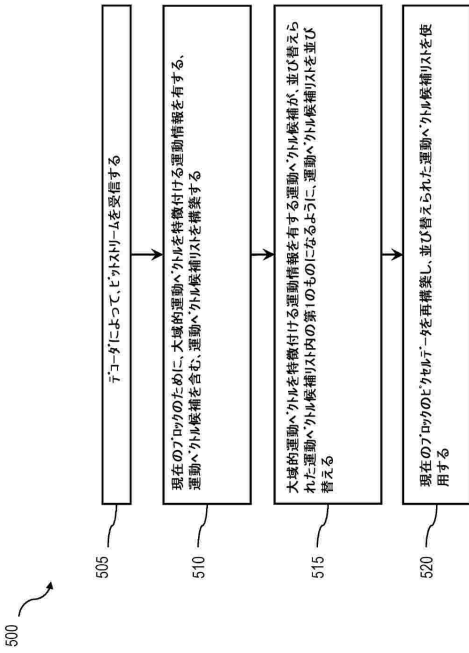 500
505
デコーダによって、ビットストリームを受信する
510
現在のブロックのために、大域的運動ベクトルを特徴付ける運動情報を有する、
運動ベクトル候補を含む、運動ベクトル候補リストを構築する
515
大域的運動ベクトルを特徴付ける運動情報を有する運動ベクトル候補が、並び替えら
れた運動ベクトル候補リスト内の第1のものになるように、運動ベクトル候補リストを並び
替える
520
現在のブロックのピクセルデータを再構築し、並び替えられた運動ベクトル候補リストを使
用する